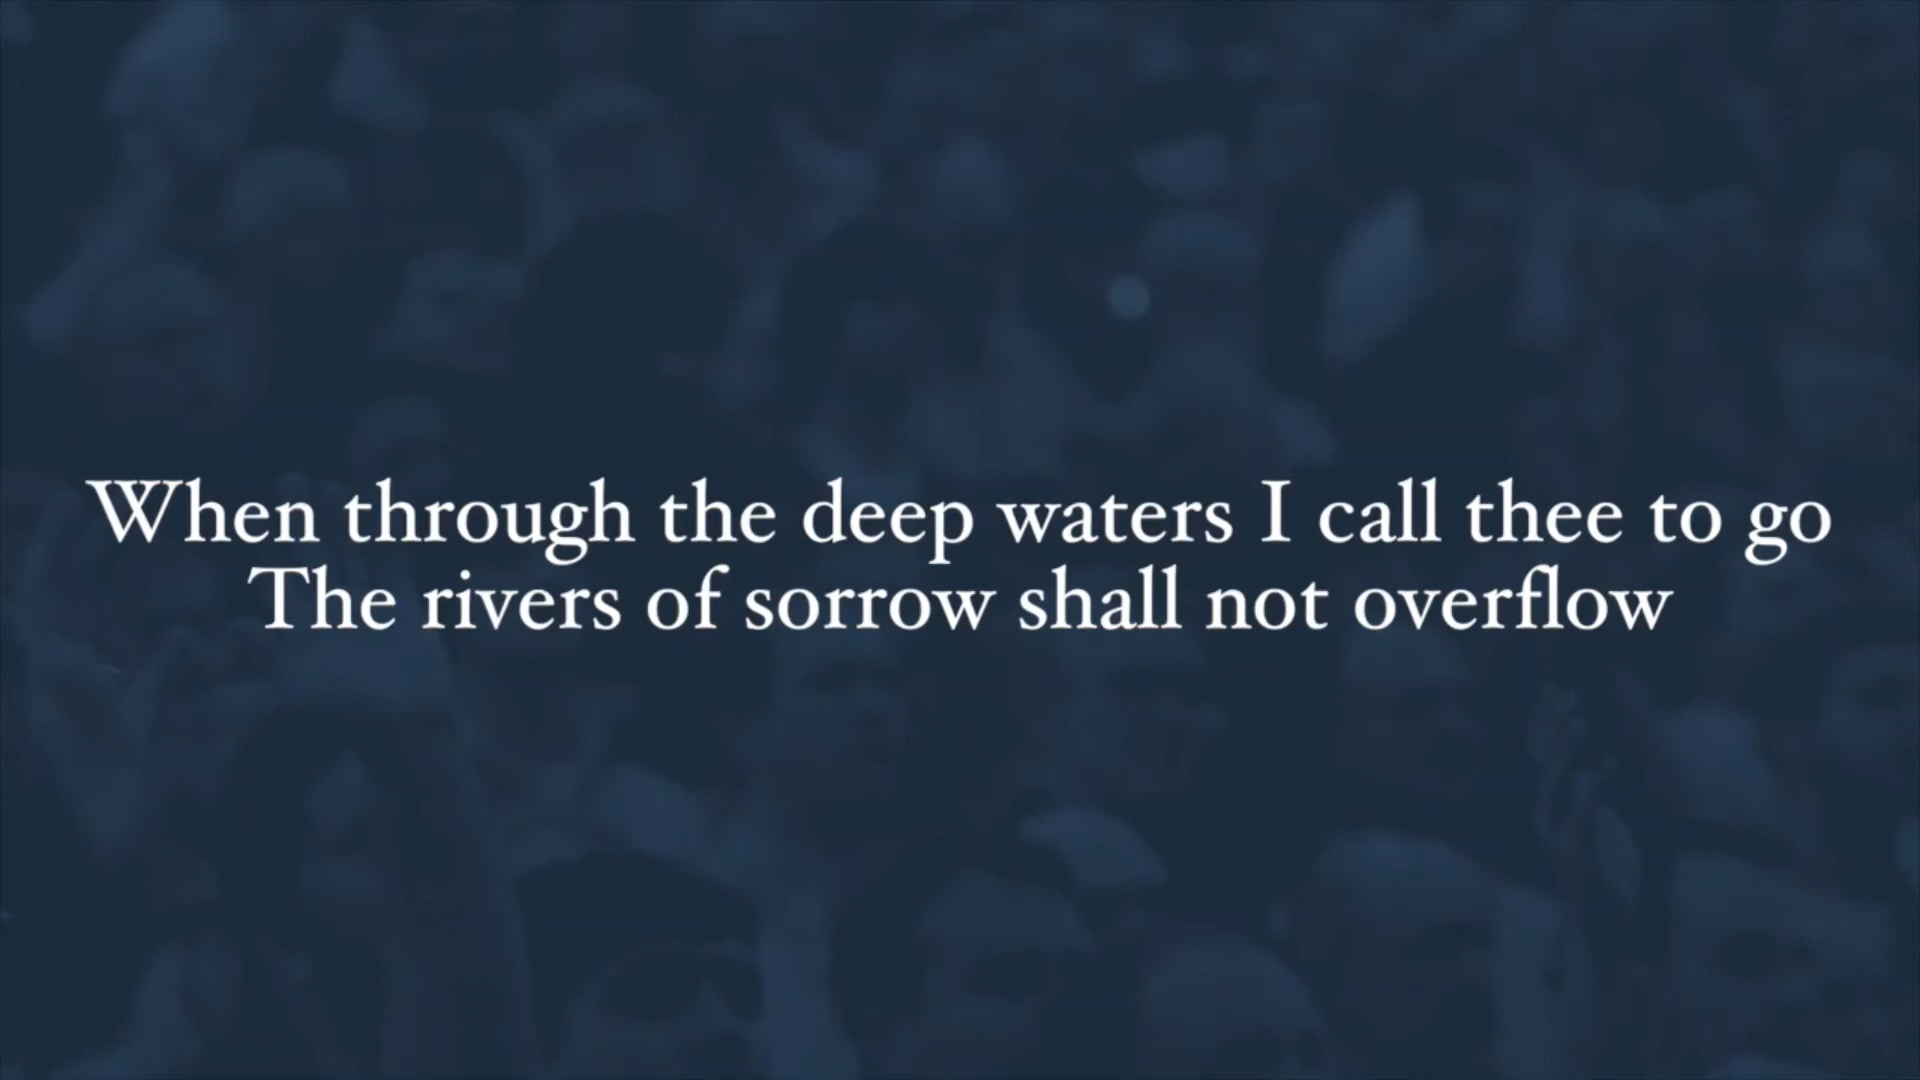 When through the deep waters I call thee to go
The rivers of sorrow shall not overflow